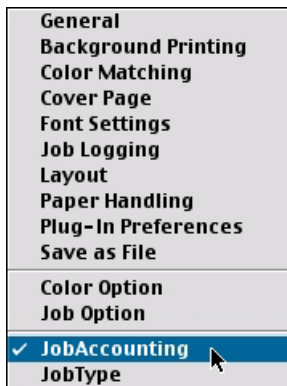 General
Background Printing
Color Matching
Cover Page
Font Settings
Job Logging
Layout
Paper Handling
Plug-In Preferences
Save as File
Color Option
Job Option
✓ JobAccounting
JobType